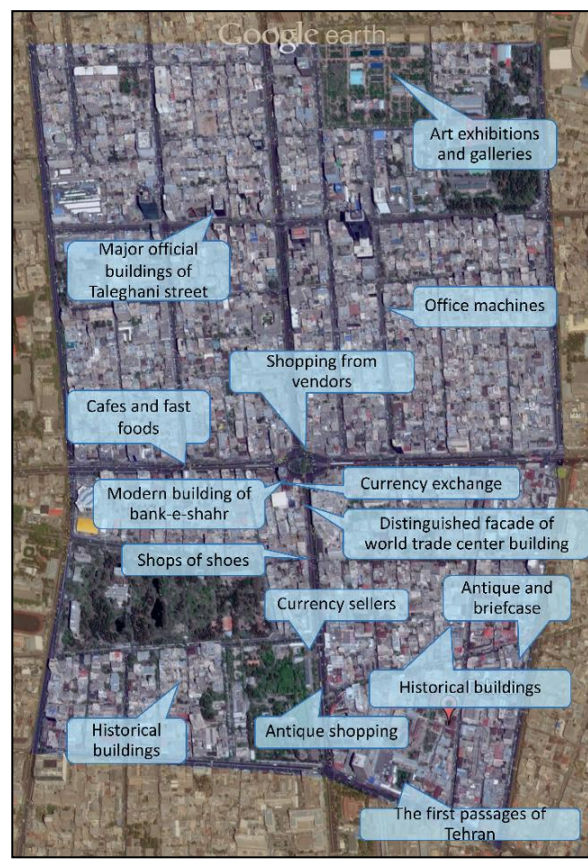 Google earth
Art exhibitions
and galleries
Major official
buildings of
Taleghani street
Office machines
Shopping from
vendors
Cafes and fast
foods
Modern building of
bank-e-shahr
Currency exchange
Distinguished facade of
world trade center building
Shops of shoes
Antique and
briefcase
Currency sellers
Historical buildings
Historical
buildings
Antique shopping
The first passages of
Tehran